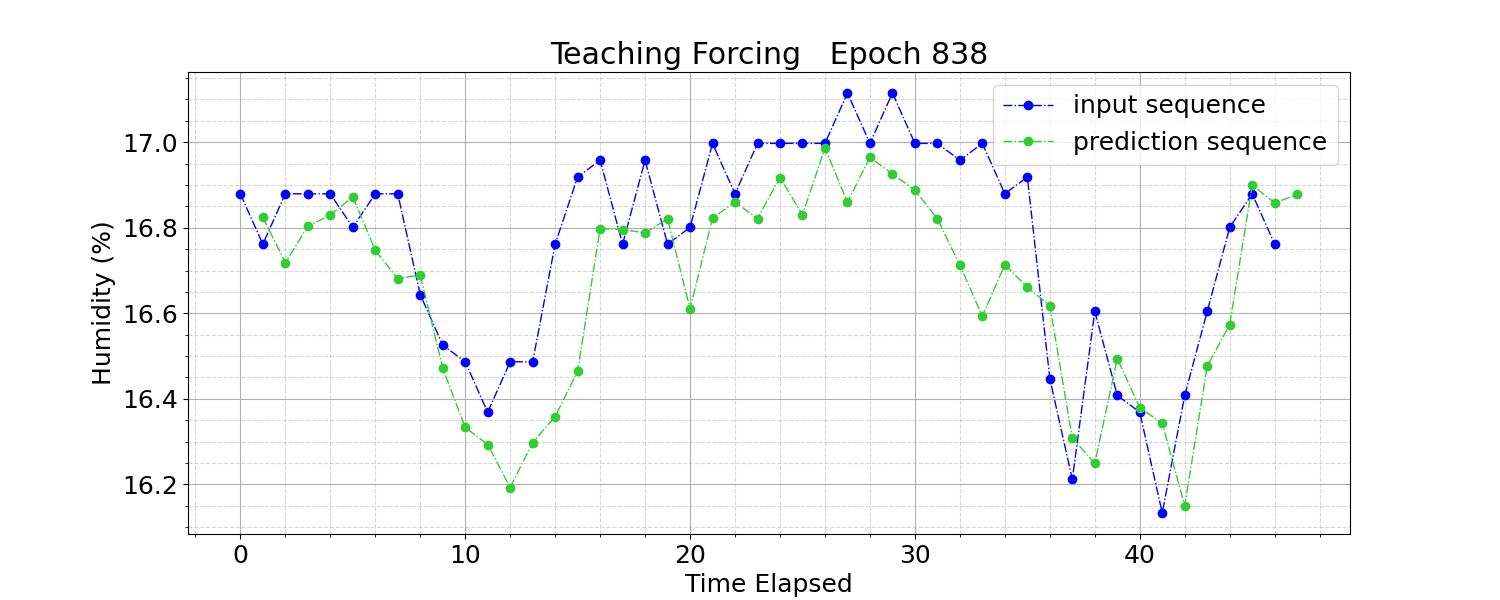 Teaching Forcing   Epoch 838
input sequence
prediction sequence
Humidity (%)
17.0
16.8
16.6
16.4
16.2
0 10 20 30 40
Time Elapsed